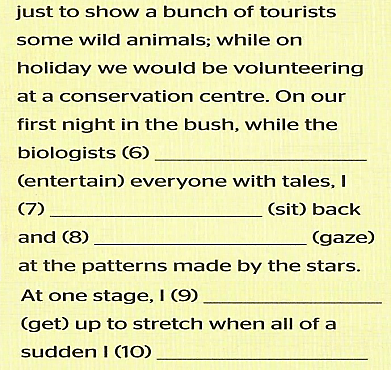 just to show a bunch of tourists
some wild animals; while on
holiday we would be volunteering
at a conservation centre. On our
first night in the bush, while the
biologists (6) ____________________
(entertain) everyone with tales, I
(7) ____________________ (sit) back
and (8) ____________________ (gaze)
at the patterns made by the stars.
At one stage, I (9) ____________________
(get) up to stretch when all of a
sudden I (10) ____________________